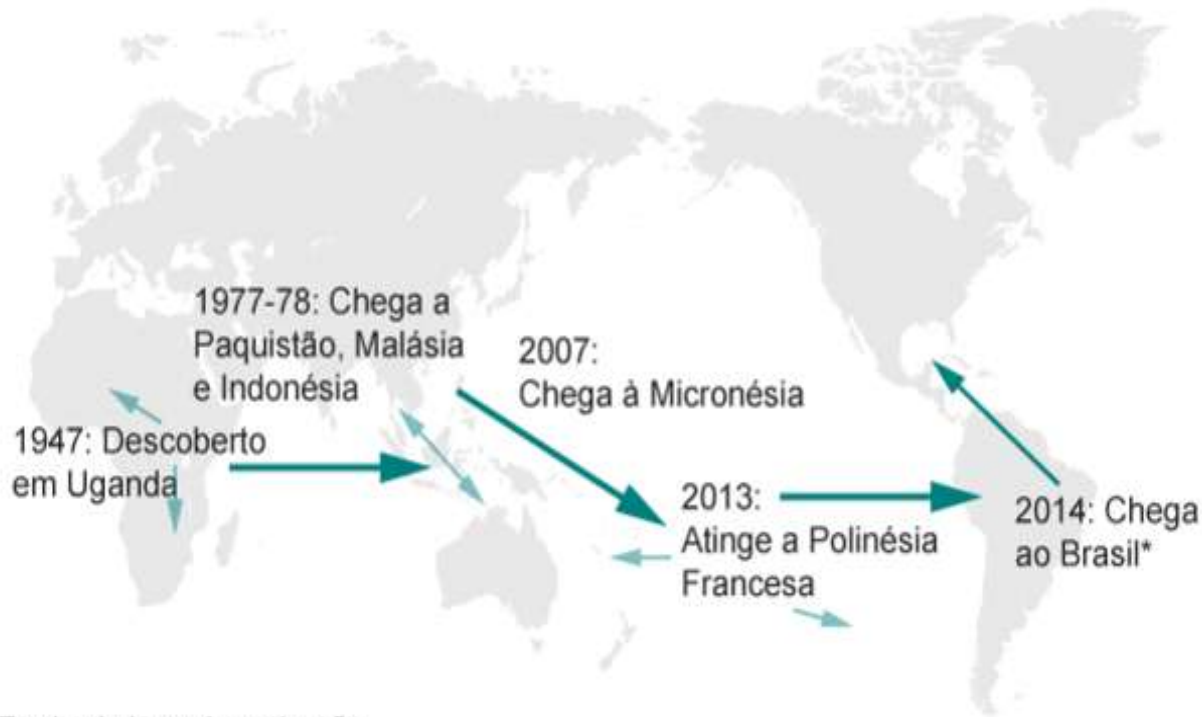 1977-78: Chega a
Paquistão, Malásia
e Indonésia
2007:
Chega à Micronésia
1947: Descoberto
em Uganda
2013:
Atinge a Polinésia
Francesa
2014: Chega
ao Brasil*